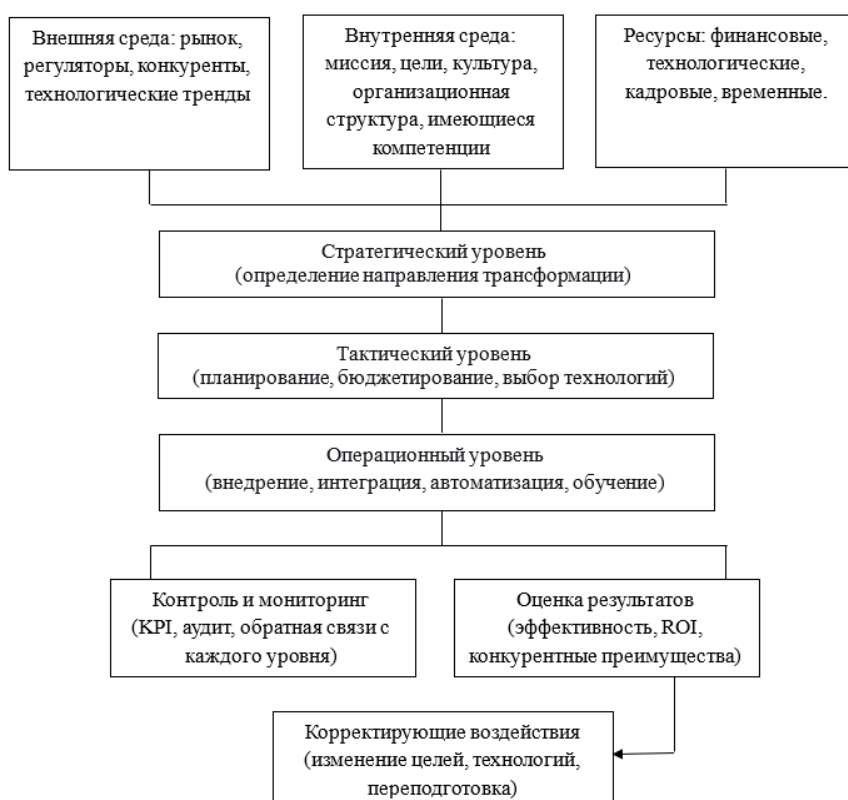 Внешняя среда: рынок,
регуляторы, конкуренты,
технологические тренды
Внутренняя среда:
миссия, цели, культура,
организационная
структура, имеющиеся
компетенции
Ресурсы: финансовые,
технологические,
кадровые, временные.
Стратегический уровень
(определение направления трансформации)
Тактический уровень
(планирование, бюджетирование, выбор технологий)
Операционный уровень
(внедрение, интеграция, автоматизация, обучение)
Контроль и мониторинг
(KPI, аудит, обратная связи с
каждого уровня)
Оценка результатов
(эффективность, ROI,
конкурентные преимущества)
Корректирующие воздействия
(изменение целей, технологий,
переподготовка)